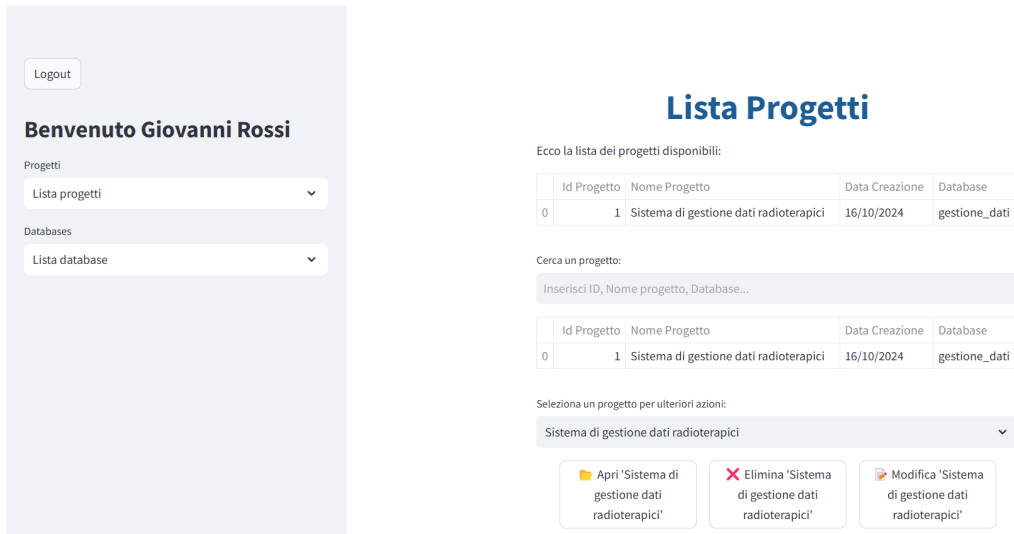 Logout
Benvenuto Giovanni Rossi
Progetti
Lista progetti
Databases
Lista database
Lista Progetti
Ecco la lista dei progetti disponibili:
Id Progetto Nome Progetto Data Creazione Database
0 1 Sistema di gestione dati radioterapici 16/10/2024 gestione_dati
Cerca un progetto:
Inserisci ID, Nome progetto, Database...
Id Progetto Nome Progetto Data Creazione Database
0 1 Sistema di gestione dati radioterapici 16/10/2024 gestione_dati
Seleziona un progetto per ulteriori azioni:
Sistema di gestione dati radioterapici
Apri 'Sistema di
gestione dati
radioterapici'
Elimina 'Sistema
di gestione dati
radioterapici'
Modifica 'Sistema
di gestione dati
radioterapici'